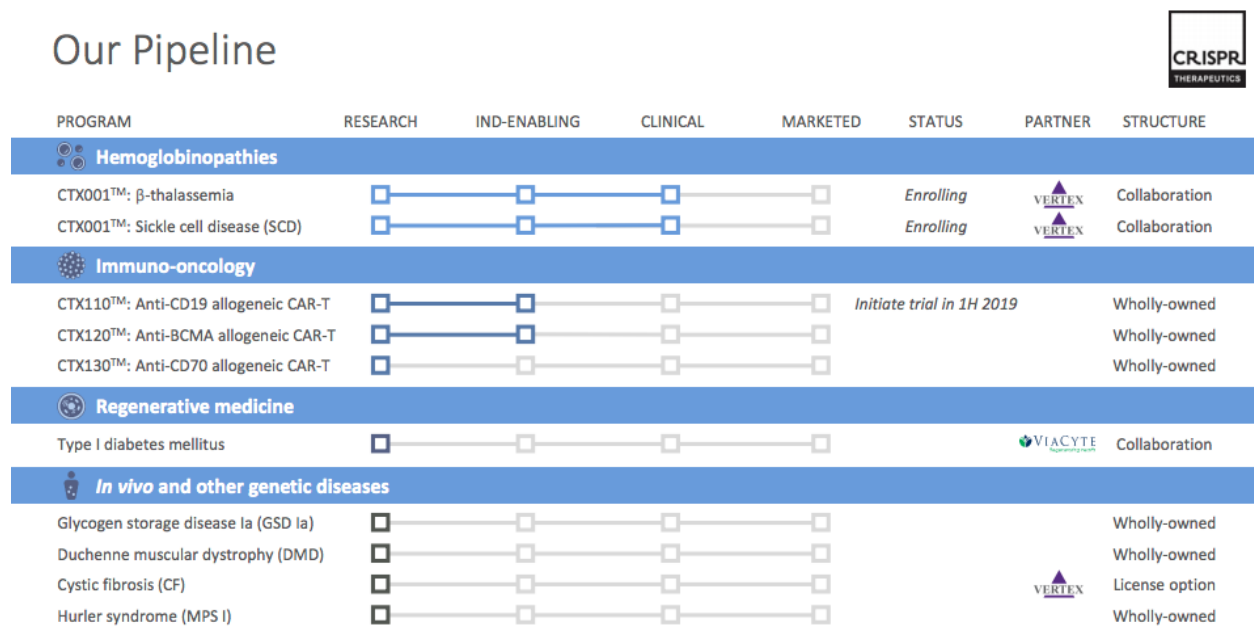 Our Pipeline
CRISPR
THERAPEUTICS
PROGRAM RESEARCH IND-ENABLING CLINICAL MARKETED STATUS PARTNER STRUCTURE
Hemoglobinopathies
CTX001™: β-thalassemia Enrolling VERTEX Collaboration
CTX001™: Sickle cell disease (SCD) Enrolling VERTEX Collaboration
Immuno-oncology
CTX110™: Anti-CD19 allogeneic CAR-T Initiate trial in 1H 2019 Wholly-owned
CTX120™: Anti-BCMA allogeneic CAR-T Wholly-owned
CTX130™: Anti-CD70 allogeneic CAR-T Wholly-owned
Regenerative medicine
Type I diabetes mellitus VIACYTE Collaboration
Regenerating health
In vivo and other genetic diseases
Glycogen storage disease Ia (GSD Ia) Wholly-owned
Duchenne muscular dystrophy (DMD) Wholly-owned
Cystic fibrosis (CF) VERTEX License option
Hurler syndrome (MPS I) Wholly-owned